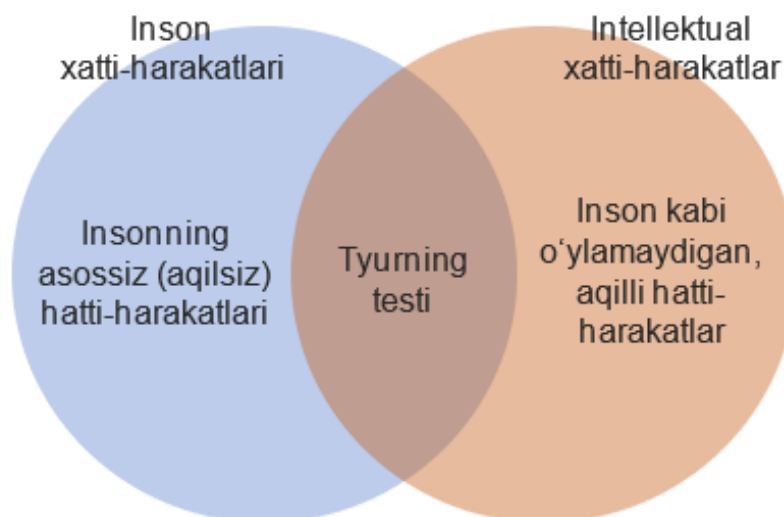 Inson
xatti-harakatlari
Intellektual
xatti-harakatlar
Insonning
asossiz (aqilsiz)
hatti-harakatlari
Tyurning
testi
Inson kabi
o‘ylamaydigan,
aqilli hatti-
harakatlar